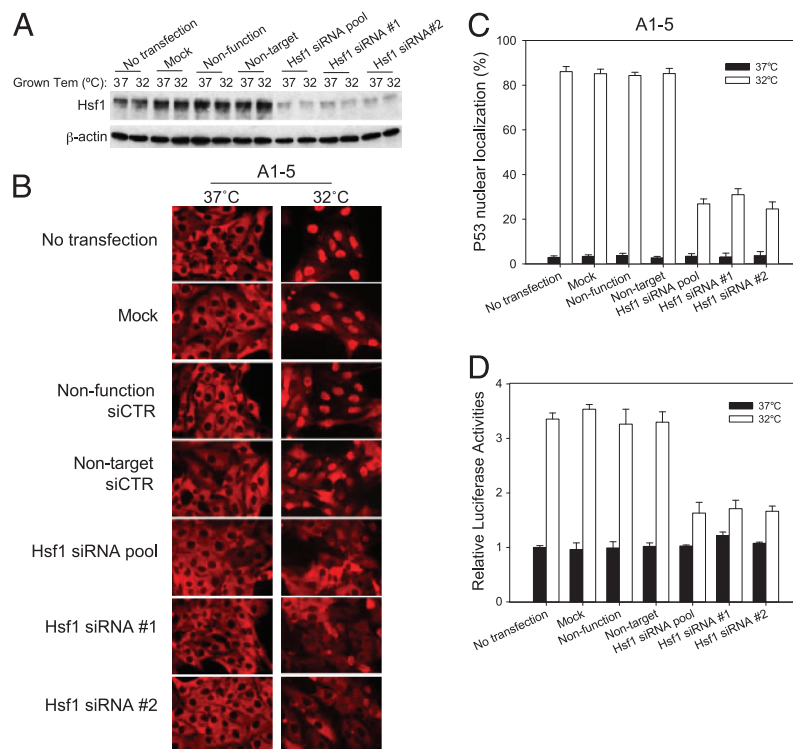 A
No transfection
Mock
Non-function
Non-target
Hsf1 siRNA pool
Hsf1 siRNA #1
Hsf1 siRNA#2
Grown Tem (ºC) 37 32 37 32 37 32 37 32 37 32 37 32 37 32
Hsf1
β-actin
B
A1-5
37˚C 32˚C
No transfection
Mock
Non-function
siCTR
Non-target
siCTR
Hsf1 siRNA pool
Hsf1 siRNA #1
Hsf1 siRNA #2
C
A1-5
P53 nuclear localization (%)
100
80
60
40
20
0
37ºC
32ºC
No transfection
Mock
Non-function
Non-target
Hsf1 siRNA pool
Hsf1 siRNA #1
Hsf1 siRNA #2
D
Relative Luciferase Activities
4
3
2
1
0
37ºC
32ºC
No transfection
Mock
Non-function
Non-target
Hsf1 siRNA pool
Hsf1 siRNA #1
Hsf1 siRNA #2